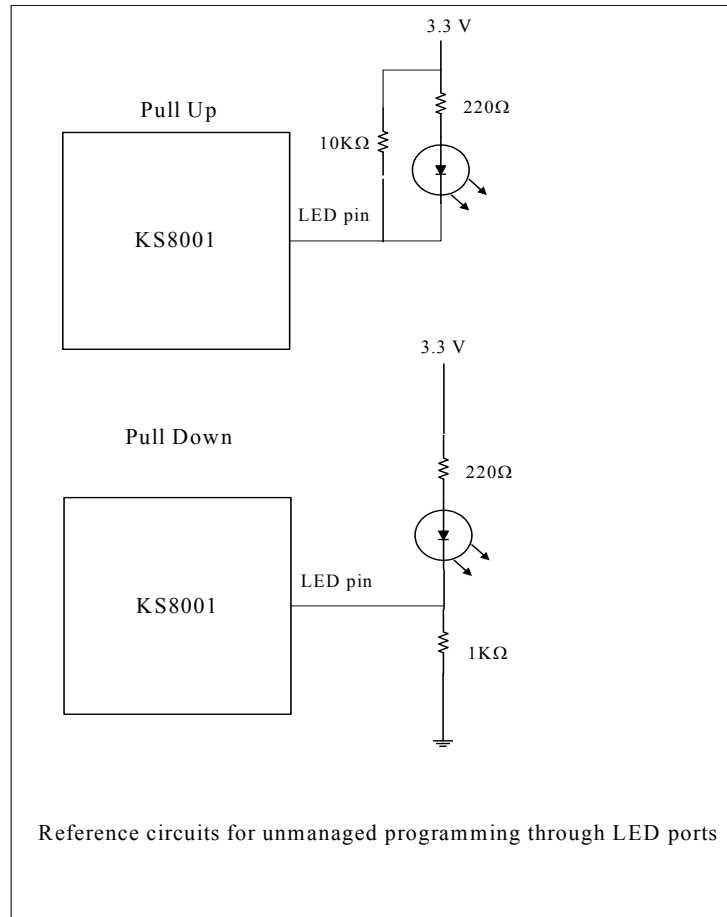 3.3 V
Pull Up
220Ω
10KΩ
LED pin
KS8001
3.3 V
Pull Down
220Ω
LED pin
KS8001
1KΩ
Reference circuits for unmanaged programming through LED ports